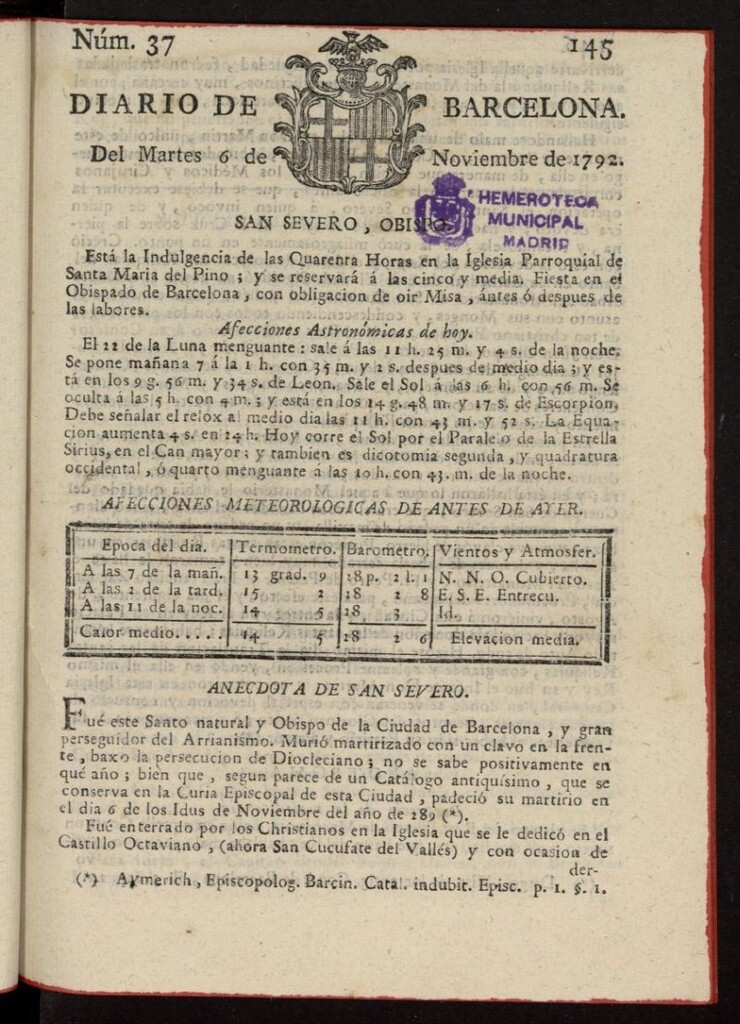 Núm. 37
145
DIARIO DE BARCELONA.
Del Martes 6 de Noviembre de 1792.
HEMEROTECA
MUNICIPAL
MADRID
SAN SEVERO, OBISPO.
Está la Indulgencia de las Quarenta Horas en la Iglesia Parroquial de
Santa Maria del Pino; y se reservará á las cinco y media. Fiesta en el
Obispado de Barcelona, con obligacion de oir Misa, ántes ó despues de
las labores.
Afecciones Astronómicas de hoy.
El 22 de la Luna menguante: sale á las 11 h. 25 m. y 4 s. de la noche.
Se pone mañana 7 á la 1 h. con 35 m. y 2 s. despues del medio dia; y es-
tá en los 9 g. 56 m. y 34 s. de Leon. Sale el Sol á las 6 h. con 56 m. Se
oculta á las 5 h. con 4 m.; y está en los 14 g. 48 m. y 17 s. de Escorpion.
Debe señalar el relox al medio dia las 11 h. con 43 m. y 52 s. La Equa-
cion aumenta 4 s. en 24 h. Hoy corre el Sol por el Paralelo de la Estrella
Sirius, en el Can mayor; y tambien es dicotomia segunda, y quadratura
occidental, ó quarto menguante á las 10 h. con 43. m. de la noche.
AFECCIONES METEOROLOGICAS DE ANTES DE AYER.
Epoca del dia. Termometro. Barometro. Vientos y Atmosfer.
A las 7 de la mañ. 13 grad. 9 28 p. 2 l. 1 N. N. O. Cubierto.
A las 2 de la tard. 15 2 28 2 8 E. S. E. Entrecu.
A las 11 de la noc. 14 5 28 3 Id.
Calor medio. . . . . 14 5 28 2 6 Elevacion media.
ANECDOTA DE SAN SEVERO.
Fué este Santo natural y Obispo de la Ciudad de Barcelona, y gran
perseguidor del Arrianismo. Murió martirizado con un clavo en la fren-
te, baxo la persecucion de Diocleciano; no se sabe positivamente en
qué año; bien que, segun parece de un Catálogo antiquísimo, que se
conserva en la Curia Episcopal de esta Ciudad, padeció su martirio en
el dia 6 de los Idus de Noviembre del año de 289 (*).
Fué enterrado por los Christianos en la Iglesia que se le dedicó en el
Castillo Octaviano, (ahora San Cucufate del Vallés) y con ocasion de
der-
(*) Aymerich, Episcopolog. Barcin. Catal. indubit. Episc. p. 1. §. 1.